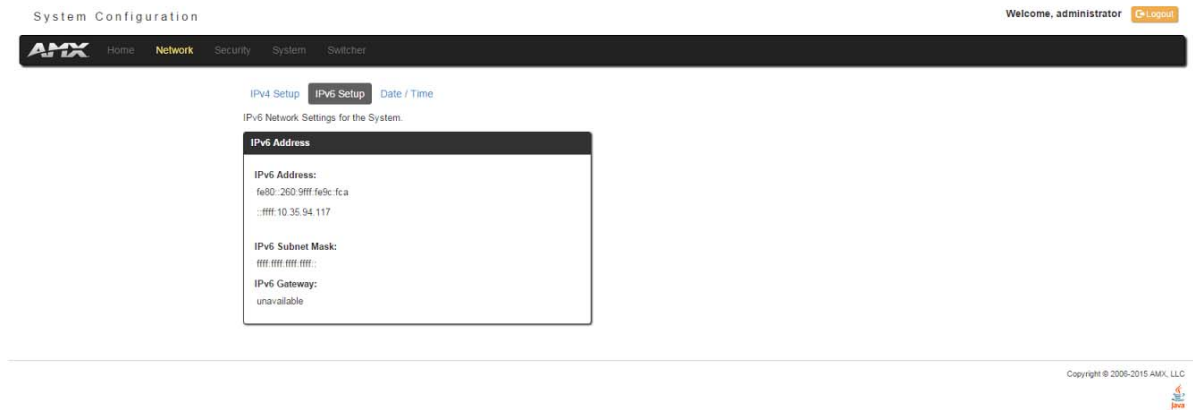 System Configuration
Welcome, administrator Logout
AMX Home Network Security System Switcher
IPv4 Setup IPv6 Setup Date / Time
IPv6 Network Settings for the System.
IPv6 Address
IPv6 Address:
fe80::260:9fff:fe9c:fca
::ffff:10.35.94.117
IPv6 Subnet Mask:
ffff:ffff:ffff:ffff::
IPv6 Gateway:
unavailable
Copyright © 2006-2015 AMX, LLC
Java